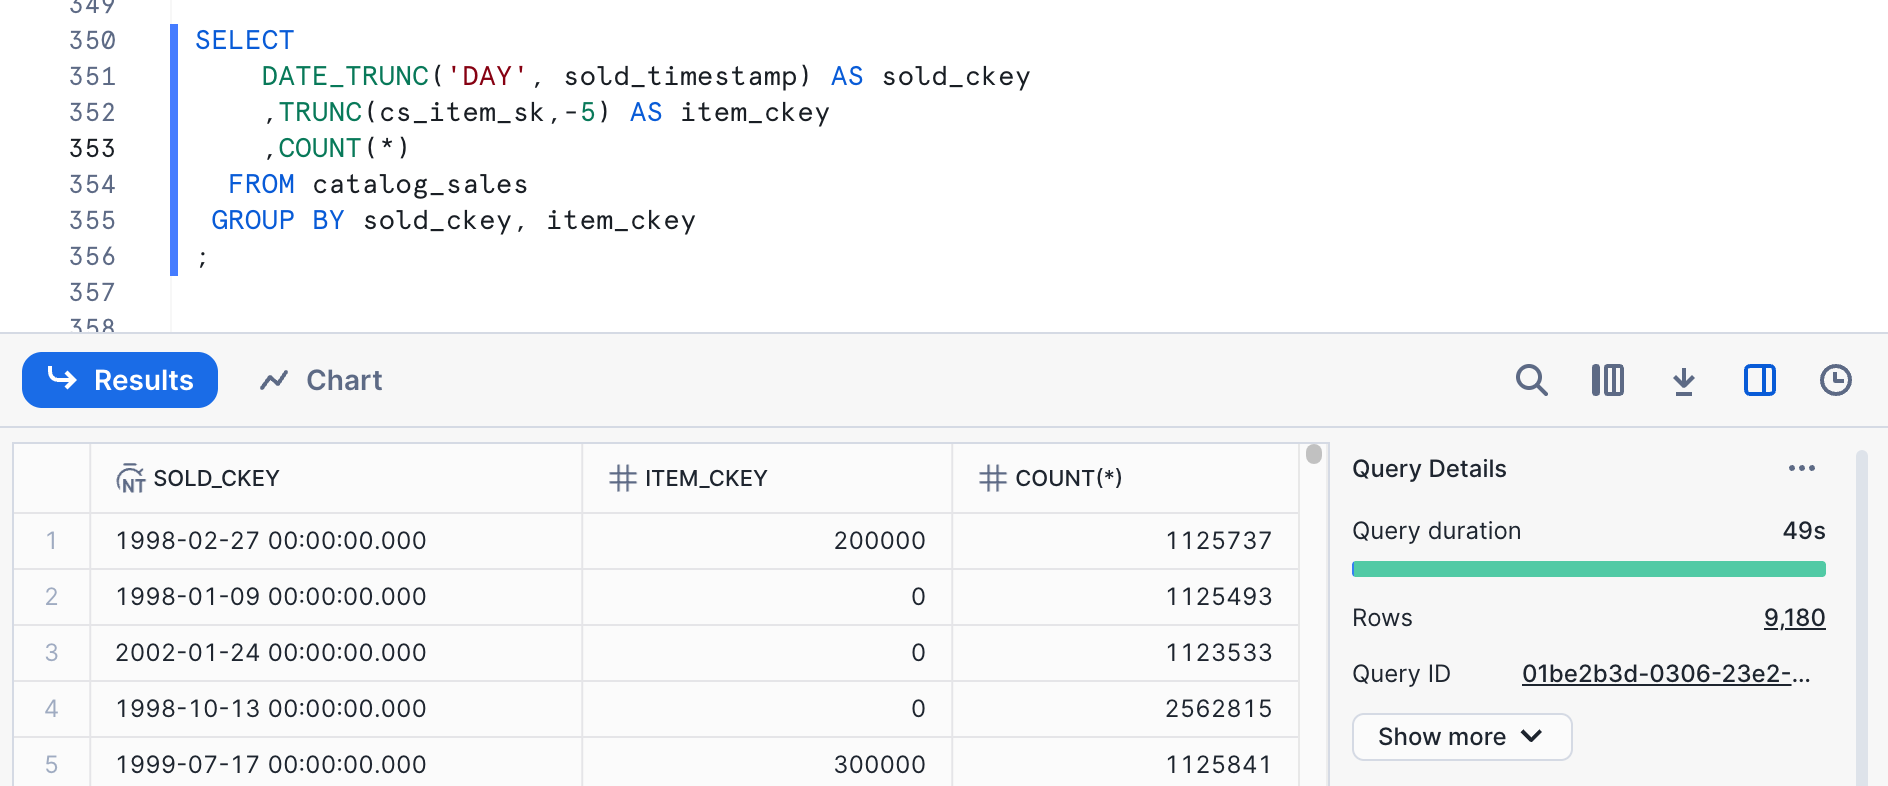 349
350 SELECT
351 DATE_TRUNC('DAY', sold_timestamp) AS sold_ckey
352 ,TRUNC(cs_item_sk,-5) AS item_ckey
353 ,COUNT(*)
354 FROM catalog_sales
355 GROUP BY sold_ckey, item_ckey
356 ;
357
358
Results Chart
NT SOLD_CKEY ITEM_CKEY COUNT(*)
1 1998-02-27 00:00:00.000 200000 1125737
2 1998-01-09 00:00:00.000 0 1125493
3 2002-01-24 00:00:00.000 0 1123533
4 1998-10-13 00:00:00.000 0 2562815
5 1999-07-17 00:00:00.000 300000 1125841
Query Details
Query duration 49s
Rows 9,180
Query ID 01be2b3d-0306-23e2-...
Show more